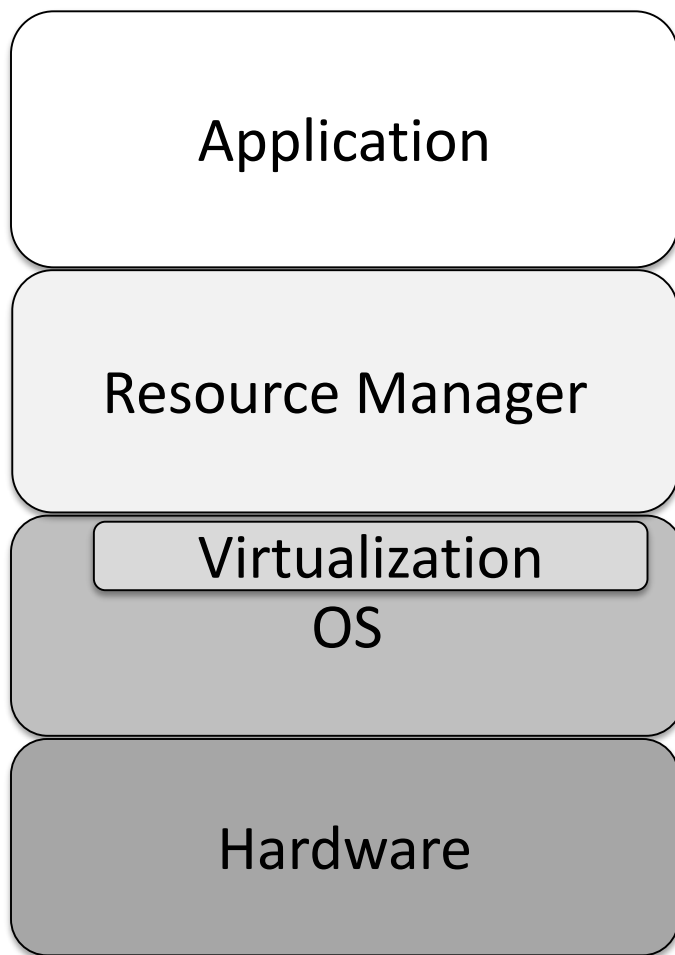 Application
Resource Manager
Virtualization
OS
Hardware